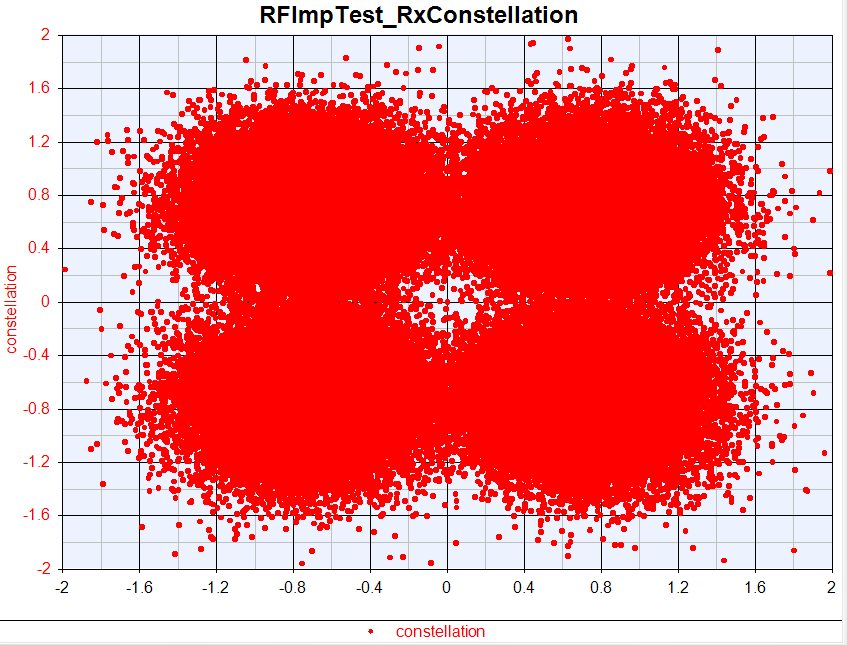 RFImpTest_RxConstellation
2
1.6
1.2
0.8
0.4
0
-0.4
-0.8
-1.2
-1.6
-2
constellation
-2 -1.6 -1.2 -0.8 -0.4 0 0.4 0.8 1.2 1.6 2
constellation